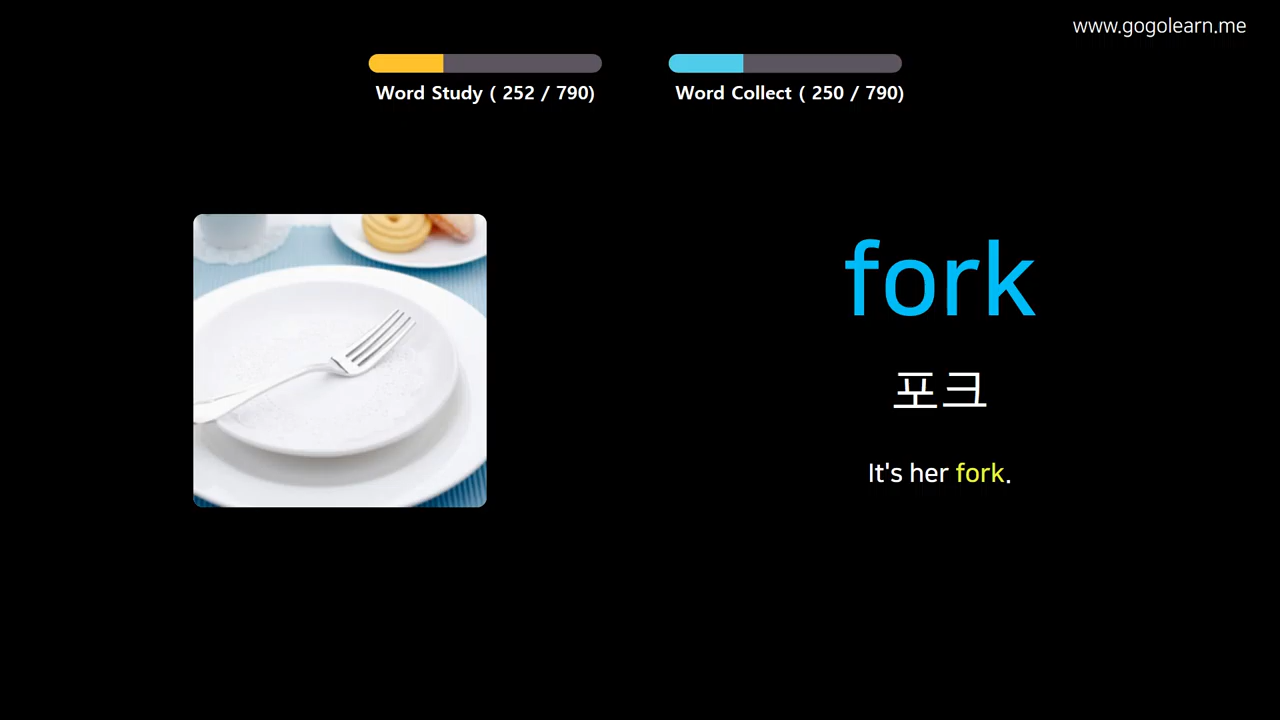 www.gogolearn.me
Word Study ( 252 / 790)
Word Collect ( 250 / 790)
fork
포크
It's her fork.